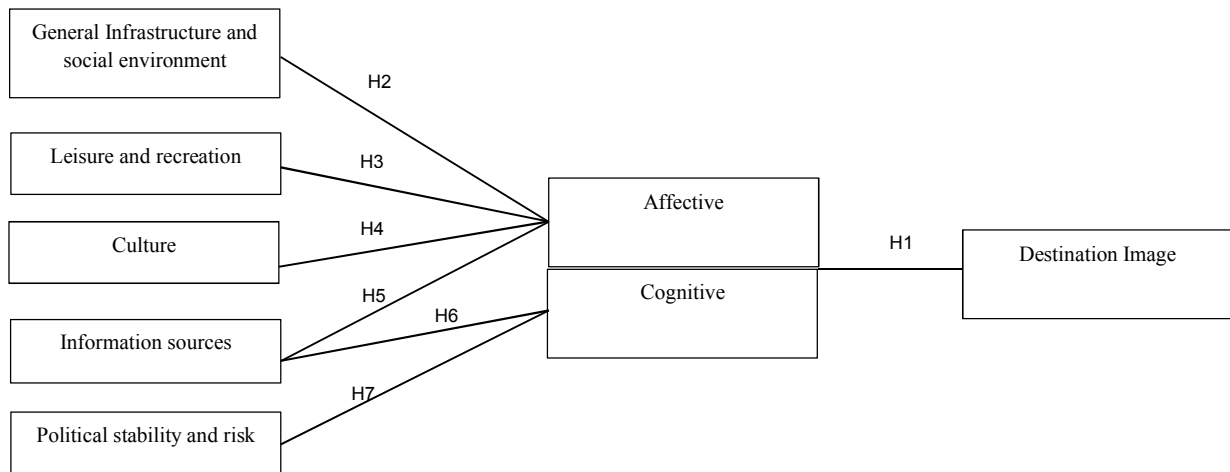 General Infrastructure and
social environment
H2
Leisure and recreation
H3
Culture
H4
Information sources
H5
H6
Political stability and risk
H7
Affective
Cognitive
H1
Destination Image